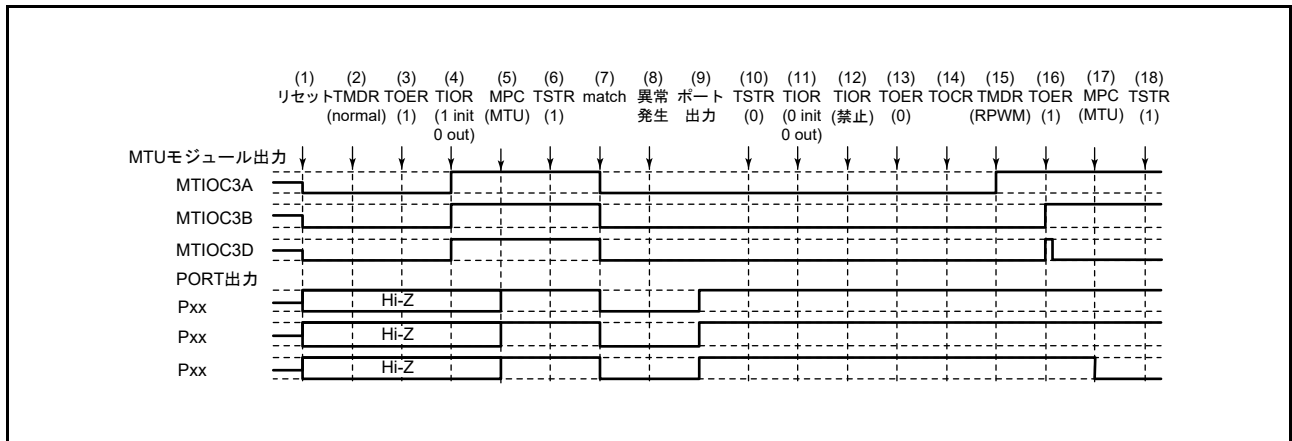 (1) (2) (3) (4) (5) (6) (7) (8) (9) (10) (11) (12) (13) (14) (15) (16) (17) (18)
リセット TMDR TOER TIOR MPC TSTR match 異常 ポート TSTR TIOR TIOR TOER TOCR TMDR TOER MPC TSTR
(normal) (1) (1 init (MTU) (1) 発生 出力 (0) (0 init (禁止) (0) (RPWM) (1) (MTU) (1)
0 out) 0 out)
MTUモジュール出力
MTIOC3A
MTIOC3B
MTIOC3D
PORT出力
Pxx Hi-Z
Pxx Hi-Z
Pxx Hi-Z